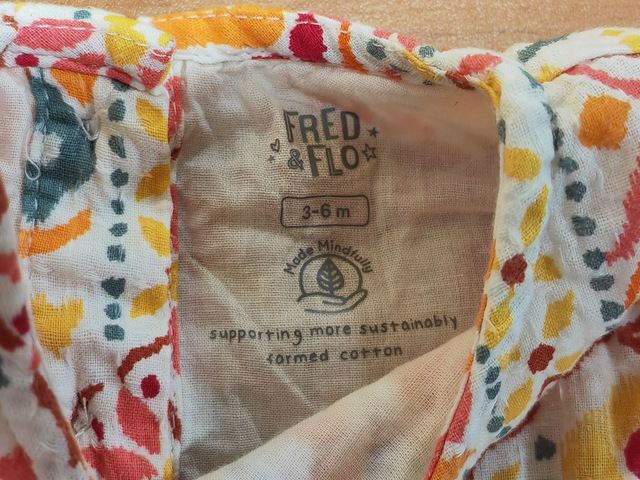 FRED
& FLO
3-6 m
Made Mindfully
supporting more sustainably
farmed cotton